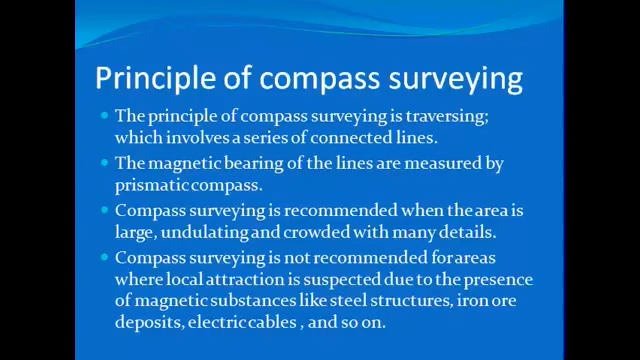 Principle of compass surveying
The principle of compass surveying is traversing;
which involves a series of connected lines.
The magnetic bearing of the lines are measured by
prismatic compass.
Compass surveying is recommended when the area is
large, undulating and crowded with many details.
Compass surveying is not recommended for areas
where local attraction is suspected due to the presence
of magnetic substances like steel structures, iron ore
deposits, electric cables , and so on.